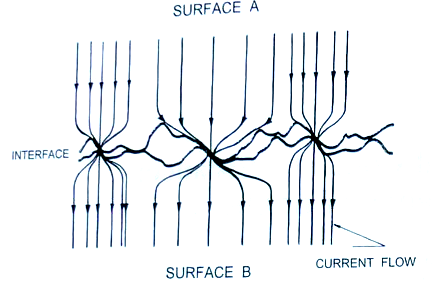 SURFACE A
INTERFACE
SURFACE B
CURRENT FLOW